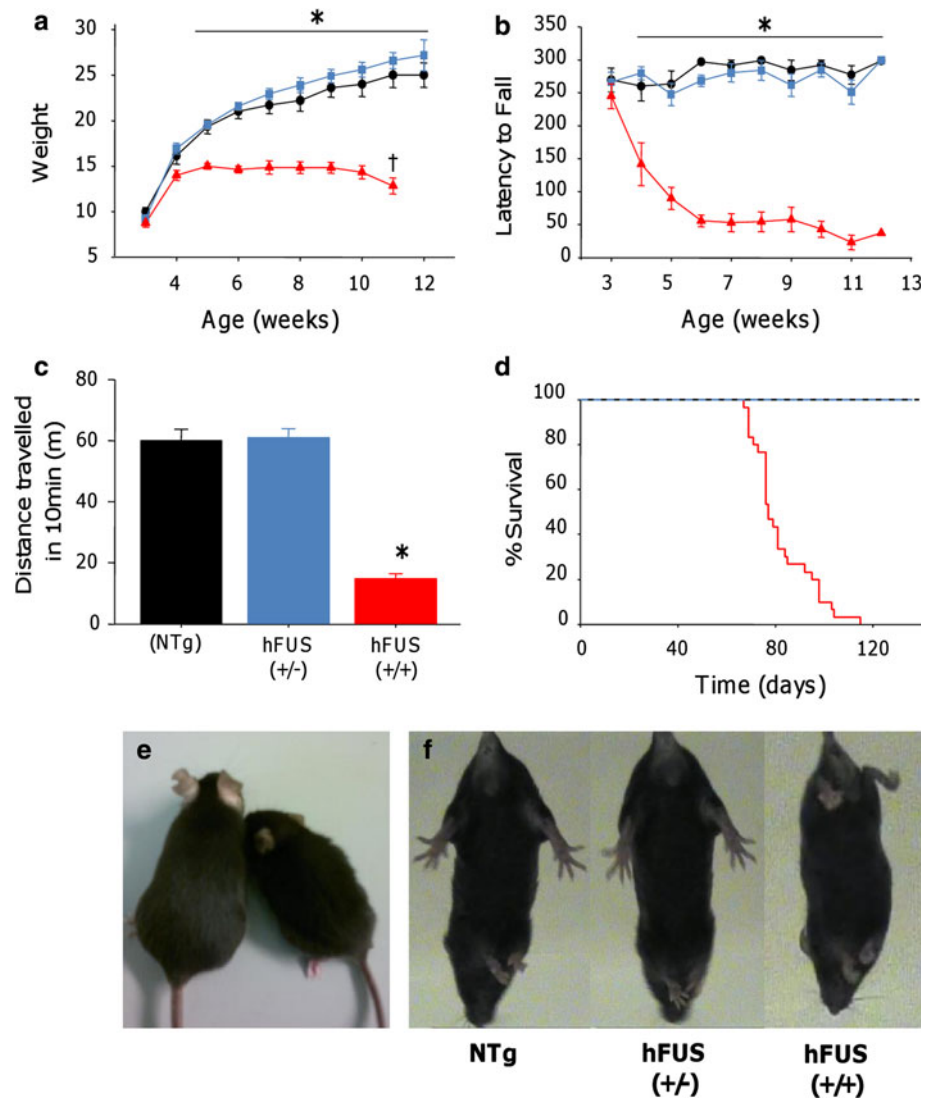 a
*
30
25
20
15
10
5
Weight
†
4 6 8 10 12
Age (weeks)
b
*
350
300
250
200
150
100
50
0
Latency to Fall
3 5 7 9 11 13
Age (weeks)
c
80
60
40
20
0
Distance travelled
in 10min (m)
*
(NTg)
hFUS
(+/-)
hFUS
(+/+)
d
100
80
60
40
20
0
% Survival
0 40 80 120
Time (days)
e
f
NTg
hFUS
(+/-)
hFUS
(+/+)